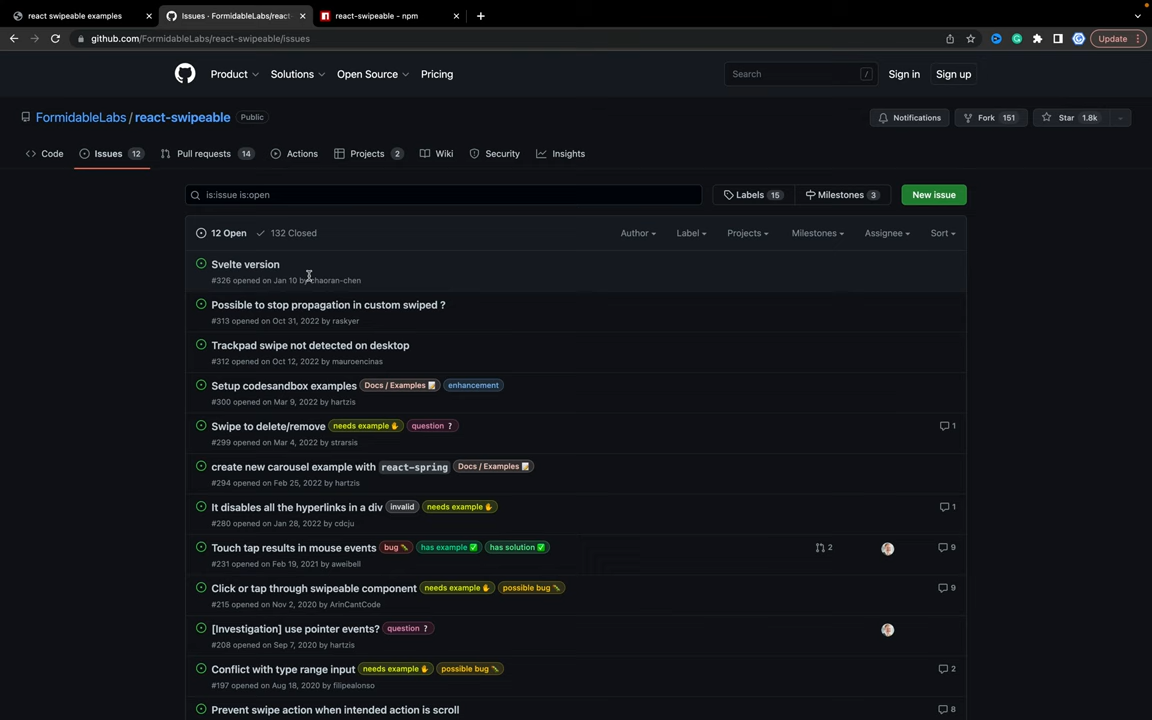 react swipeable examples
Issues · FormidableLabs/react-
react-swipeable - npm
github.com/FormidableLabs/react-swipeable/issues
Update
Product
Solutions
Open Source
Pricing
Search /
Sign in
Sign up
FormidableLabs / react-swipeable Public
Notifications
Fork 151
Star 1.8k
Code
Issues 12
Pull requests 14
Actions
Projects 2
Wiki
Security
Insights
is:issue is:open
Labels 15
Milestones 3
New issue
12 Open
132 Closed
Author
Label
Projects
Milestones
Assignee
Sort
Svelte version
#326 opened on Jan 10 by chaoran-chen
Possible to stop propagation in custom swiped ?
#313 opened on Oct 31, 2022 by raskyer
Trackpad swipe not detected on desktop
#312 opened on Oct 12, 2022 by mauroencinas
Setup codesandbox examples Docs / Examples 📝 enhancement
#300 opened on Mar 9, 2022 by hartzis
Swipe to delete/remove needs example ✋ question ❔
#299 opened on Mar 4, 2022 by strarsis
1
create new carousel example with react-spring Docs / Examples 📝
#294 opened on Feb 25, 2022 by hartzis
It disables all the hyperlinks in a div invalid needs example ✋
#280 opened on Jan 28, 2022 by cdcju
1
Touch tap results in mouse events bug 🐛 has example ✅ has solution ✅
#231 opened on Feb 19, 2021 by aweibell
2
9
Click or tap through swipeable component needs example ✋ possible bug 🐛
#215 opened on Nov 2, 2020 by ArinCantCode
9
[Investigation] use pointer events? question ❔
#208 opened on Sep 7, 2020 by hartzis
Conflict with type range input needs example ✋ possible bug 🐛
#197 opened on Aug 18, 2020 by filipealonso
2
Prevent swipe action when intended action is scroll
8